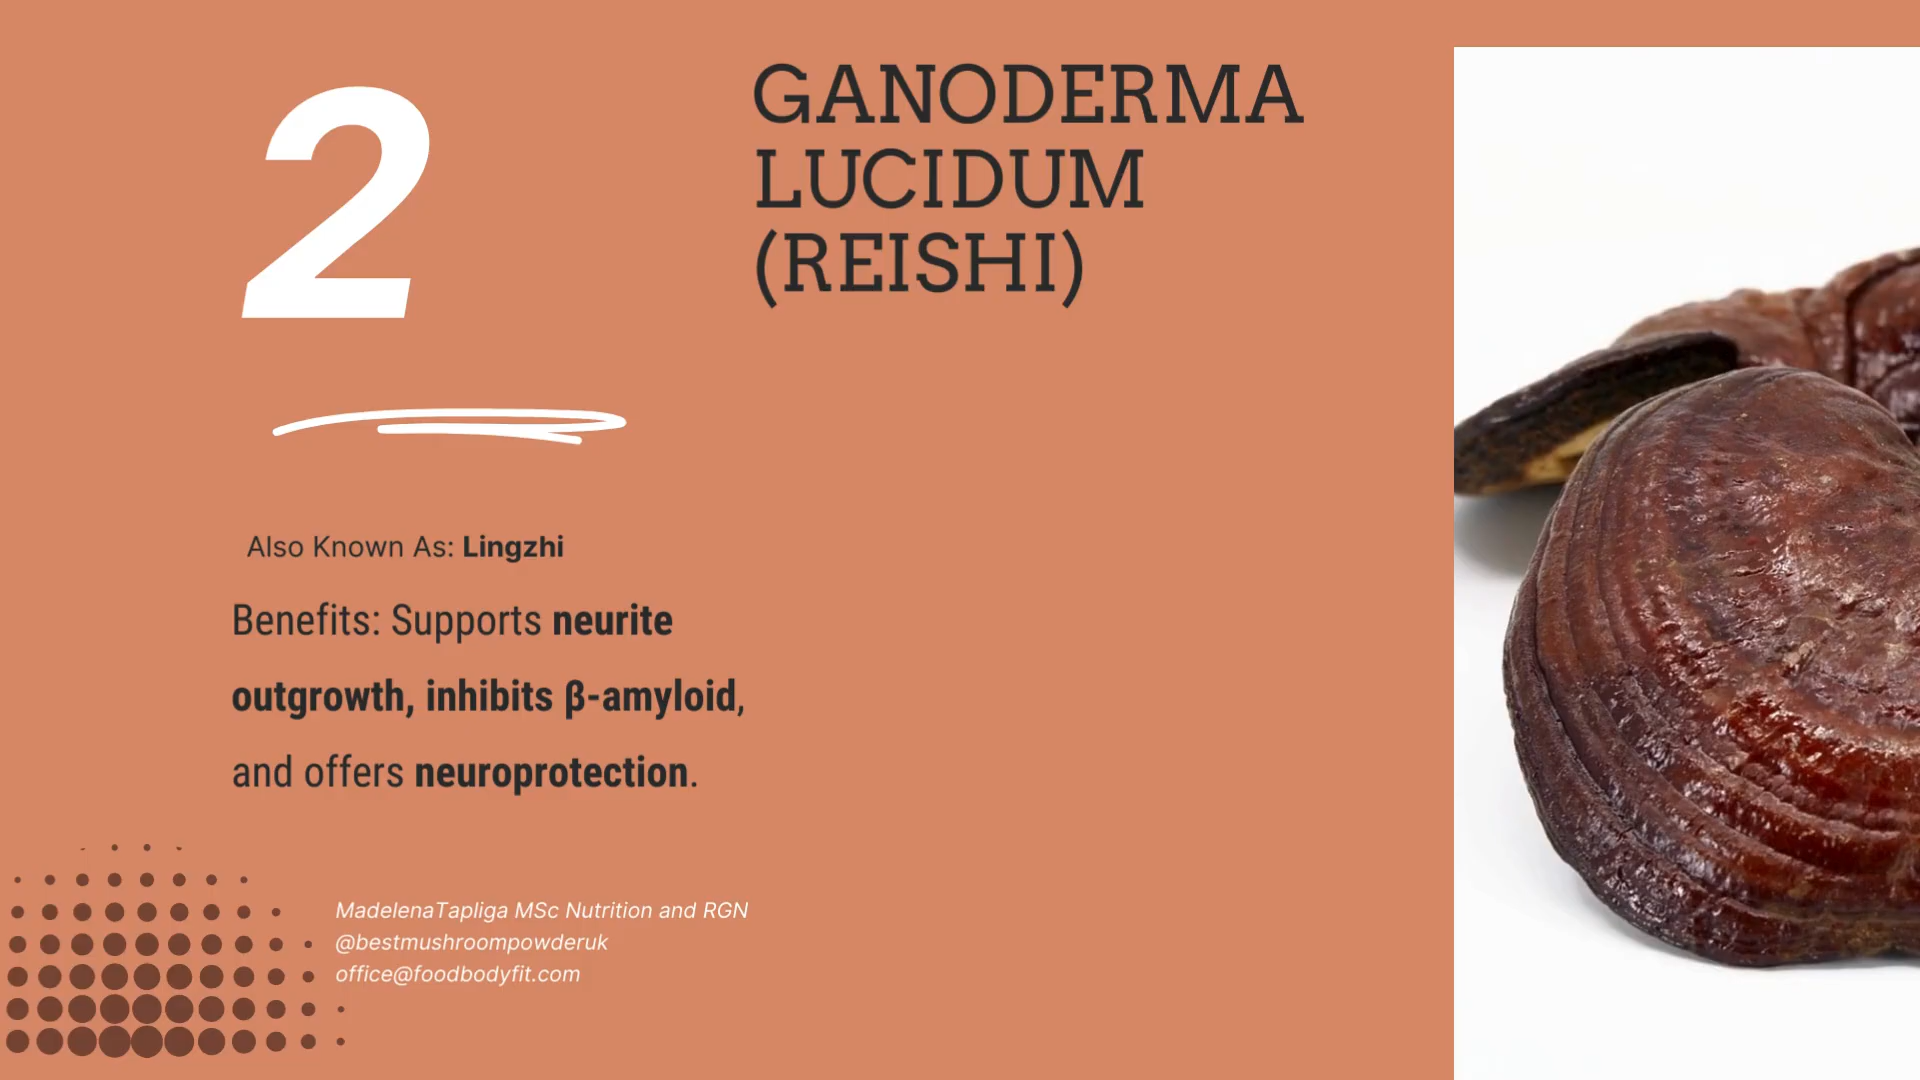 2
GANODERMA
LUCIDUM
(REISHI)
Also Known As: Lingzhi
Benefits: Supports neurite
outgrowth, inhibits β-amyloid,
and offers neuroprotection.
MadelenaTapliga MSc Nutrition and RGN
@bestmushroompowderuk
office@foodbodyfit.com